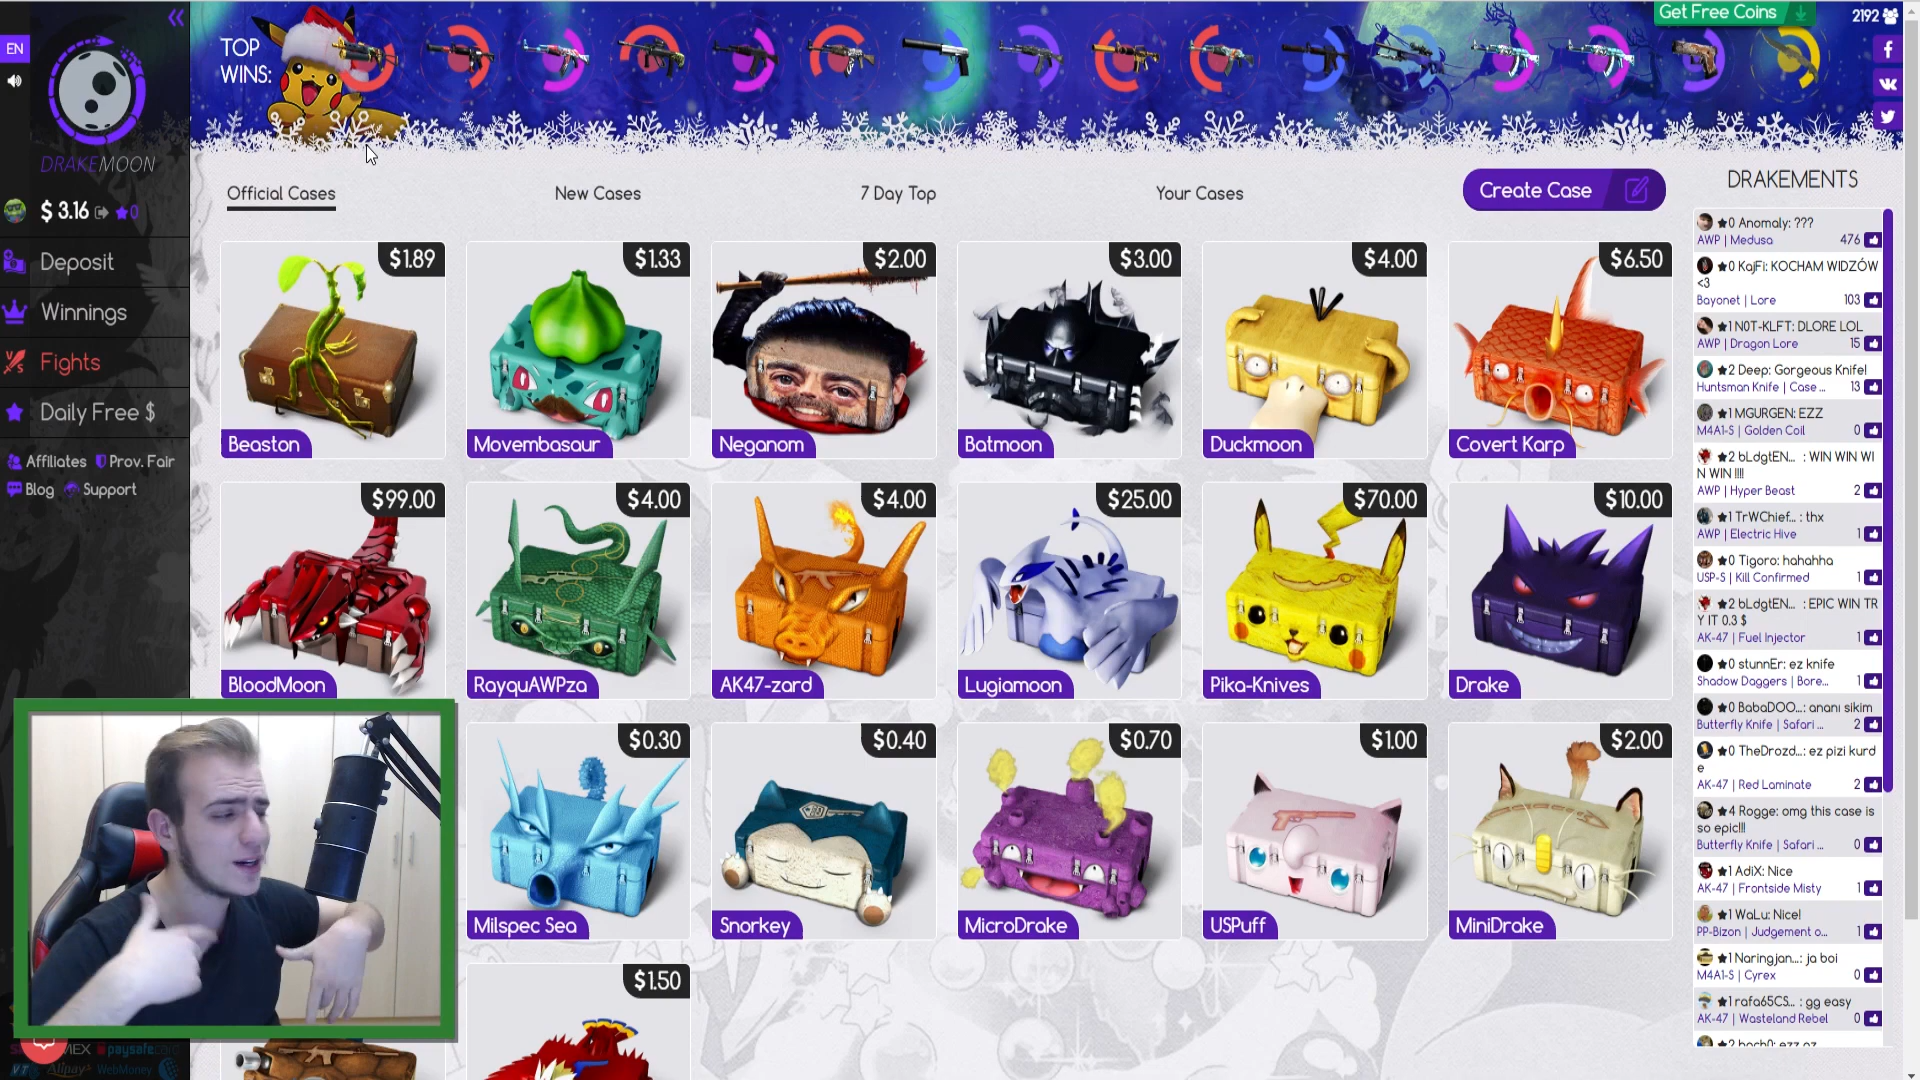 EN
DRAKEMOON
$ 3.16
0
Deposit
Winnings
Fights
Daily Free $
Affiliates
Prov. Fair
Blog
Support
TOP
WINS:
Get Free Coins
2192
Official Cases
New Cases
7 Day Top
Your Cases
Create Case
$1.89
Beaston
$1.33
Movembasaur
$2.00
Neganom
$3.00
Batmoon
$4.00
Duckmoon
$6.50
Covert Karp
$99.00
BloodMoon
$4.00
RayquAWPza
$4.00
AK47-zard
$25.00
Lugiamoon
$70.00
Pika-Knives
$10.00
Drake
$0.30
Milspec Sea
$0.40
Snorkey
$0.70
MicroDrake
$1.00
USPuff
$2.00
MiniDrake
$1.50
DRAKEMENTS
★0 Anomaly: ???
AWP | Medusa 476
★0 KajFi: KOCHAM WIDZÓW
<3
Bayonet | Lore 103
★1 N0T-KLFT: DLORE LOL
AWP | Dragon Lore 15
★2 Deep: Gorgeous Knife!
Huntsman Knife | Case ... 13
★1 MGURGEN: EZZ
M4A1-S | Golden Coil 0
★2 bLdgtEN... : WIN WIN WI
N WIN !!!!
AWP | Hyper Beast 2
★1 TrWChief... : thx
AWP | Electric Hive 1
★0 Tigoro: hahahha
USP-S | Kill Confirmed 1
★2 bLdgtEN... : EPIC WIN TR
Y IT 0.3 $
AK-47 | Fuel Injector 1
★0 stunnEr: ez knife
Shadow Daggers | Bore... 1
★0 BabaDOO...: ananı sikim
Butterfly Knife | Safari ... 2
★0 TheDrozd...: ez pizi kurd
e
AK-47 | Red Laminate 2
★4 Rogge: omg this case is
so epic!!!
Butterfly Knife | Safari ... 0
★1 AdiX: Nice
AK-47 | Frontside Misty 1
★1 WaLu: Nice!
PP-Bizon | Judgement o... 1
★1 Naringjan...: ja boi
M4A1-S | Cyrex 0
★1 rafa65CS... : gg easy
AK-47 | Wasteland Rebel 0
paysafe
Alipay
WebMoney